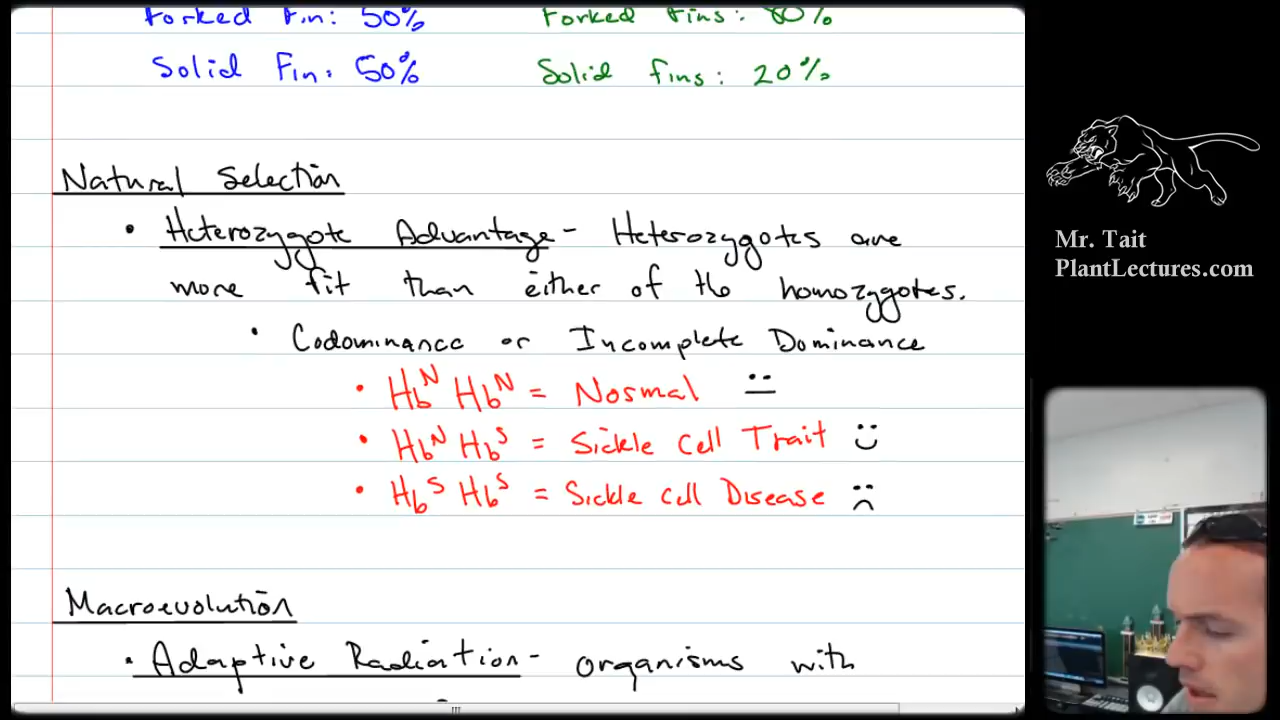 Forked Fin: 50% Forked Fins: 80%
Solid Fin: 50% Solid Fins: 20%
Natural Selection
• Heterozygote Advantage - Heterozygotes are
more fit than either of the homozygotes.
• Codominance or Incomplete Dominance
• Hb^N Hb^N = Normal
• Hb^N Hb^S = Sickle Cell Trait
• Hb^S Hb^S = Sickle Cell Disease
Macroevolution
• Adaptive Radiation - organisms with
Mr. Tait
PlantLectures.com